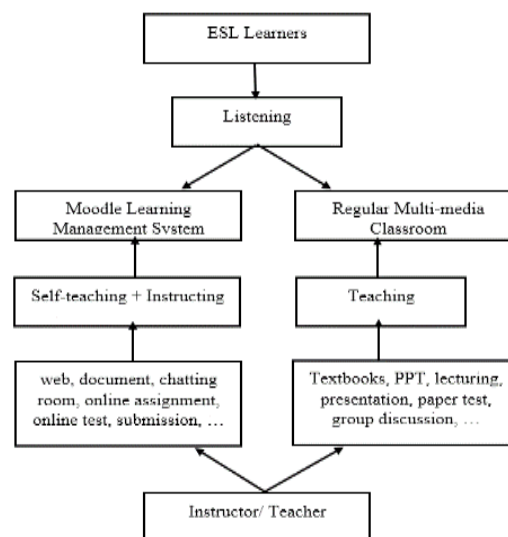 ESL Learners
Listening
Moodle Learning
Management System
Regular Multi-media
Classroom
Self-teaching + Instructing
Teaching
web, document, chatting
room, online assignment,
online test, submission, …
Textbooks, PPT, lecturing,
presentation, paper test,
group discussion, …
Instructor/ Teacher